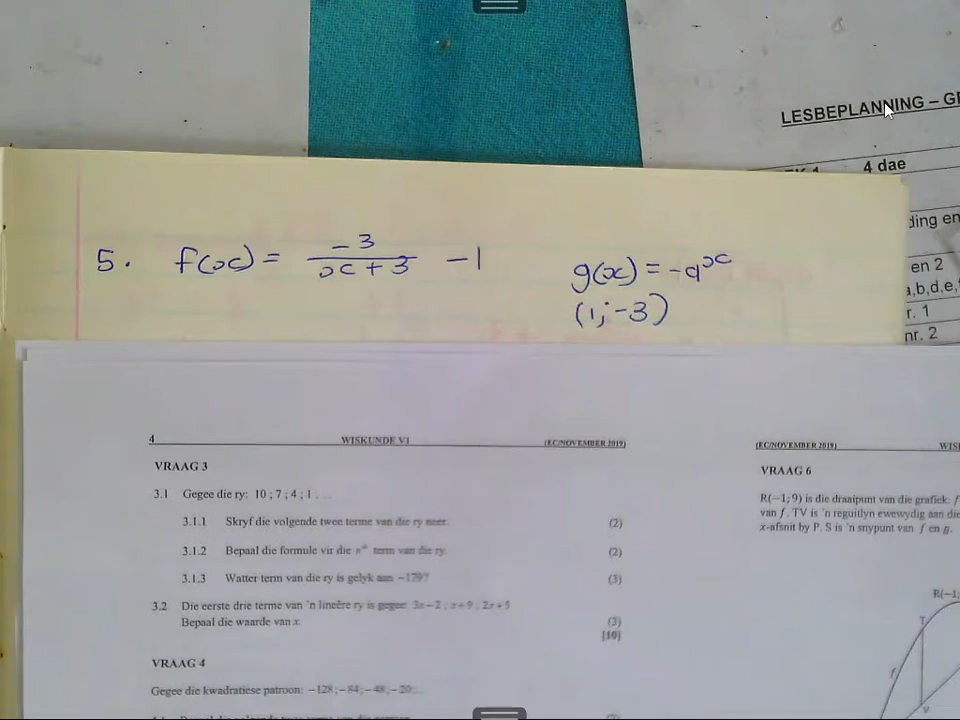 LESBEPLANNING –
4 dae
ding en
en 2
a,b,d,e,
r. 1
nr. 2
5. f(x) = -3/(x+3) -1
g(x) = -a^x
(1;-3)
4 WISKUNDE V1 (EC/NOVEMBER 2019)
VRAAG 3
3.1 Gegee die ry: 10 ; 7 ; 4 ; 1 ...
3.1.1 Skryf die volgende twee terme van die ry neer. (2)
3.1.2 Bepaal die formule vir die nᵉ term van die ry. (2)
3.1.3 Watter term van die ry is gelyk aan −179? (3)
3.2 Die eerste drie terme van 'n lineêre ry is gegee: 3x−2 ; x+9 ; 2x+5
Bepaal die waarde van x. (3)
[10]
VRAAG 4
Gegee die kwadratiese patroon: −128 ; −84 ; −48 ; −20 ; ...
(EC/NOVEMBER 2019)
VRAAG 6
R(−1; 9) is die draaipunt van die grafiek: f
van f. TV is 'n reguitlyn ewewydig aan die
x-afsnit by P. S is 'n snypunt van f en g.
R(−1;
T
f
V